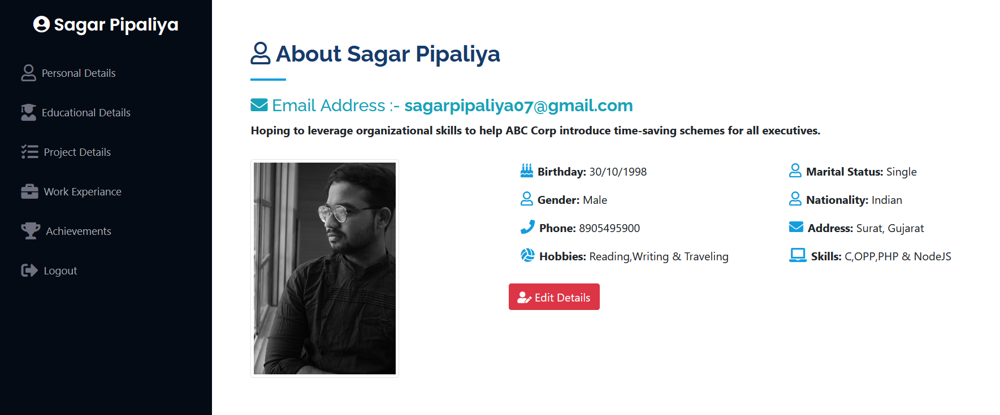 Sagar Pipaliya
Personal Details
Educational Details
Project Details
Work Experiance
Achievements
Logout
About Sagar Pipaliya
Email Address :- sagarpipaliya07@gmail.com
Hoping to leverage organizational skills to help ABC Corp introduce time-saving schemes for all executives.
Birthday: 30/10/1998
Gender: Male
Phone: 8905495900
Hobbies: Reading,Writing & Traveling
Marital Status: Single
Nationality: Indian
Address: Surat, Gujarat
Skills: C,OPP,PHP & NodeJS
Edit Details